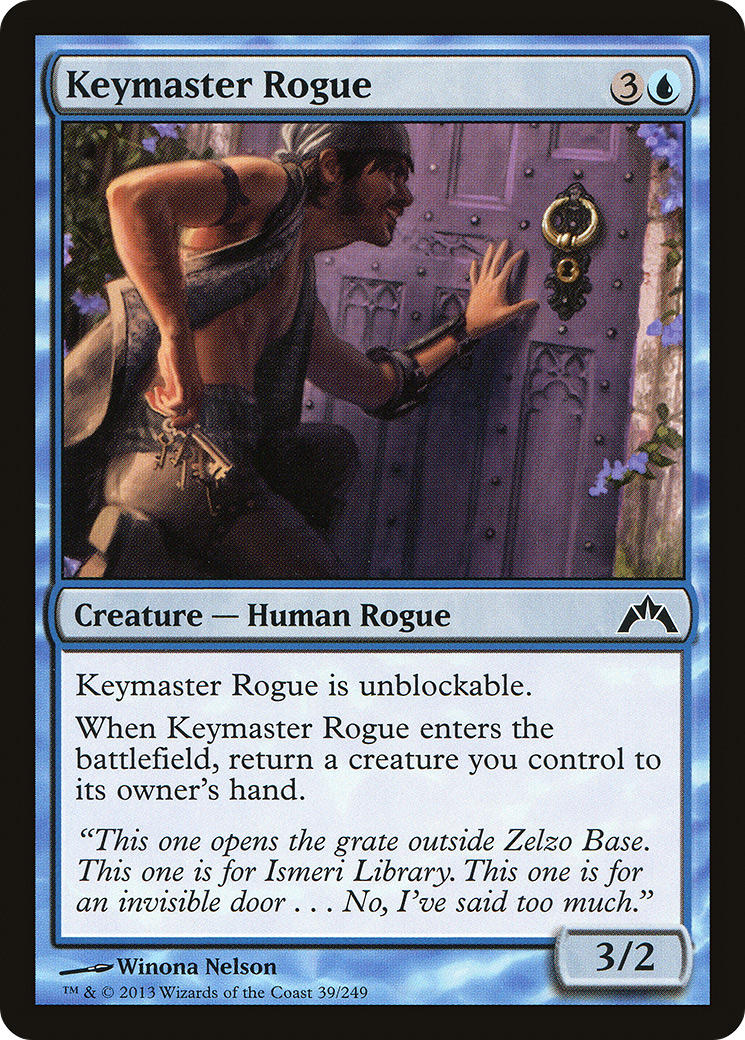 Keymaster Rogue 3
Creature — Human Rogue
Keymaster Rogue is unblockable.
When Keymaster Rogue enters the
battlefield, return a creature you control to
its owner's hand.
“This one opens the grate outside Zelzo Base.
This one is for Ismeri Library. This one is for
an invisible door . . . No, I've said too much.”
3/2
Winona Nelson
™ & © 2013 Wizards of the Coast 39/249